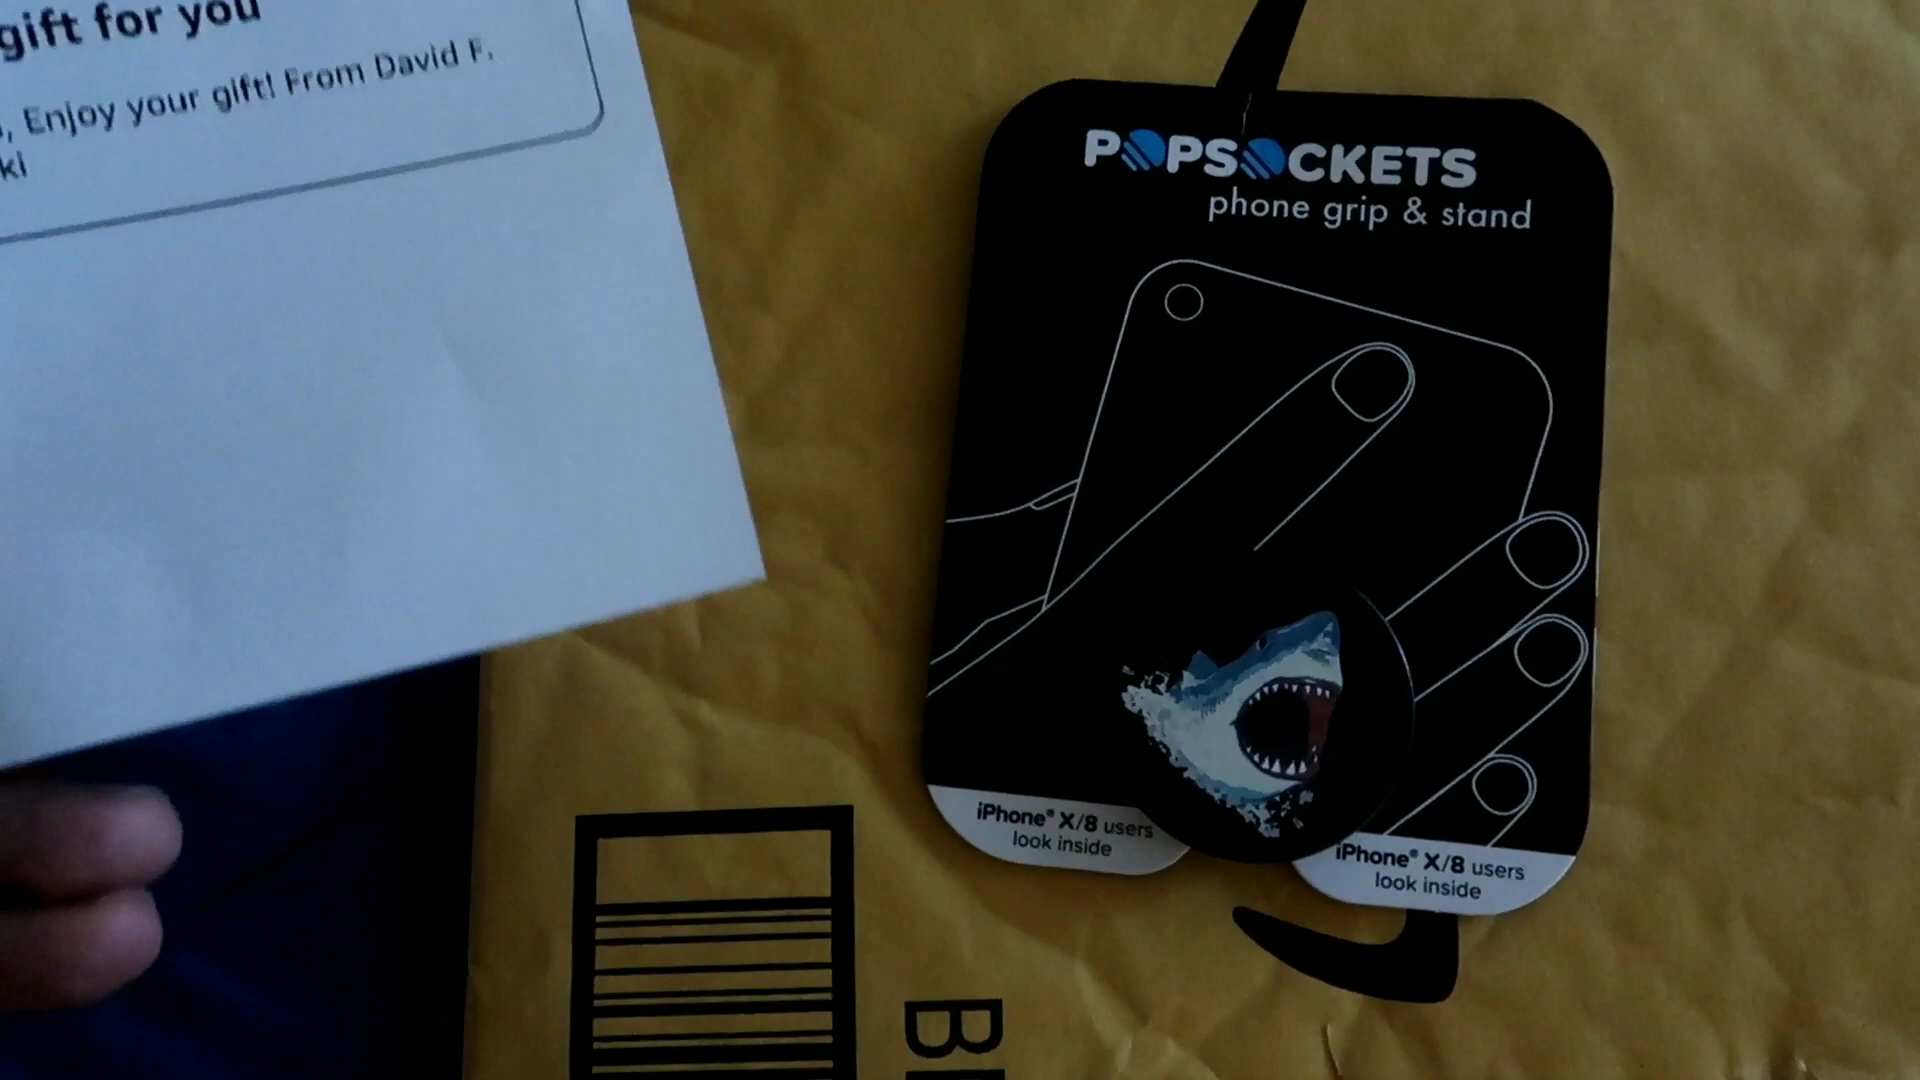 gift for you
, Enjoy your gift! From David F.
ki
POPSOCKETS
phone grip & stand
iPhone® X/8 users
look inside
iPhone® X/8 users
look inside
B